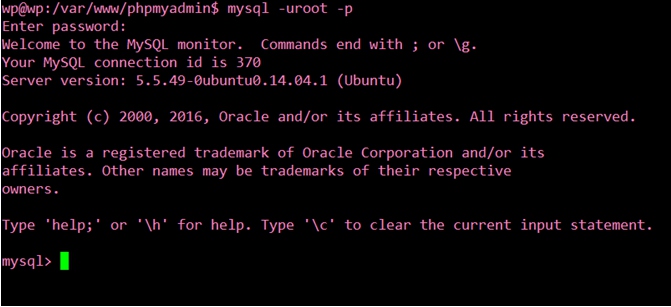 wp@wp:/var/www/phpmyadmin$ mysql -uroot -p
Enter password:
Welcome to the MySQL monitor.  Commands end with ; or \g.
Your MySQL connection id is 370
Server version: 5.5.49-0ubuntu0.14.04.1 (Ubuntu)

Copyright (c) 2000, 2016, Oracle and/or its affiliates. All rights reserved.

Oracle is a registered trademark of Oracle Corporation and/or its
affiliates. Other names may be trademarks of their respective
owners.

Type 'help;' or '\h' for help. Type '\c' to clear the current input statement.

mysql>